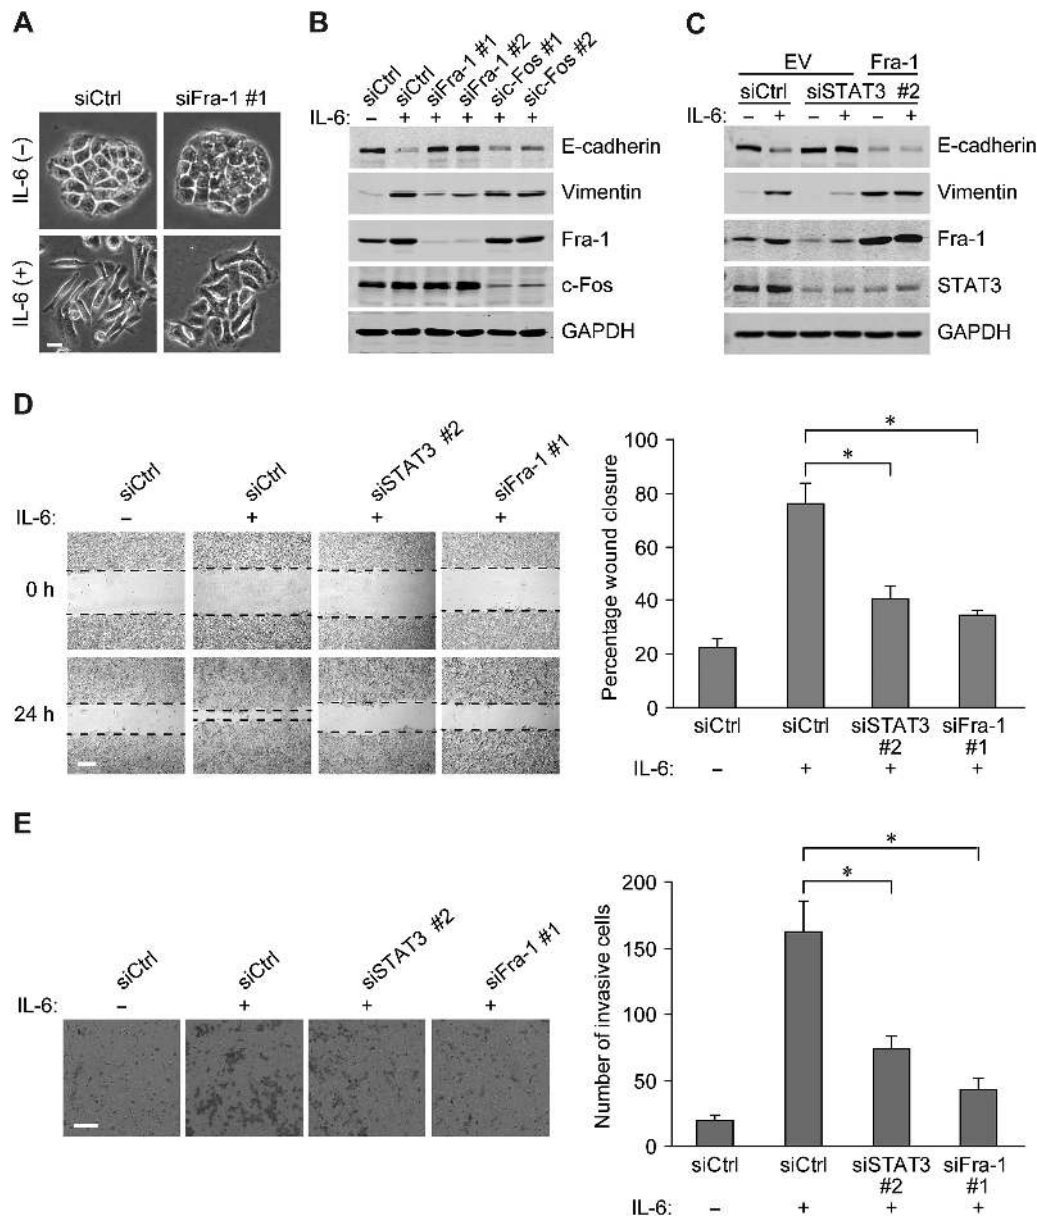 A
siCtrl siFra-1 #1
IL-6 (–)
IL-6 (+)
B
siCtrl siCtrl siFra-1 #1 siFra-1 #2 sic-Fos #1 sic-Fos #2
IL-6: – + + + + +
E-cadherin
Vimentin
Fra-1
c-Fos
GAPDH
C
EV Fra-1
siCtrl siSTAT3 #2
IL-6: – + – + – +
E-cadherin
Vimentin
Fra-1
STAT3
GAPDH
D
siCtrl siCtrl siSTAT3 #2 siFra-1 #1
IL-6: – + + +
0 h
24 h
Percentage wound closure
100
80
60
40
20
0
* *
siCtrl siCtrl siSTAT3 siFra-1
#2 #1
IL-6: – + + +
E
siCtrl siCtrl siSTAT3 #2 siFra-1 #1
IL-6: – + + +
Number of invasive cells
200
150
100
50
0
* *
siCtrl siCtrl siSTAT3 siFra-1
#2 #1
IL-6: – + + +